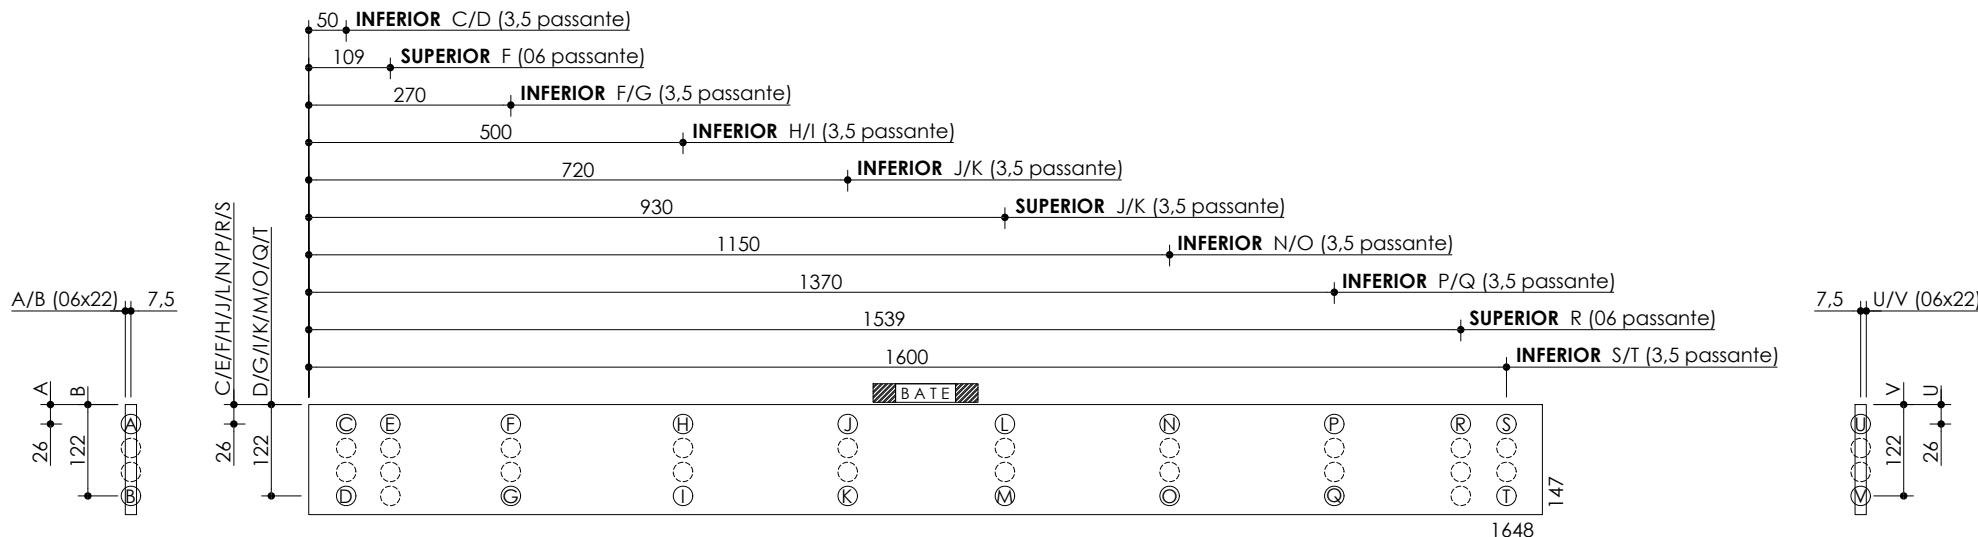 50 INFERIOR C/D (3,5 passante)
109 SUPERIOR F (06 passante)
270 INFERIOR F/G (3,5 passante)
500 INFERIOR H/I (3,5 passante)
720 INFERIOR J/K (3,5 passante)
930 SUPERIOR J/K (3,5 passante)
1150 INFERIOR N/O (3,5 passante)
1370 INFERIOR P/Q (3,5 passante)
1539 SUPERIOR R (06 passante)
1600 INFERIOR S/T (3,5 passante)
A/B (06x22) 7,5
7,5 U/V (06x22)
C/E/F/H/J/L/N/P/R/S
D/G/I/K/M/O/Q/T
A B
V U
BATE
A C E F H J L N P R S U
26 122 26 122
122 26
B D G I K M O Q T V
147
1648